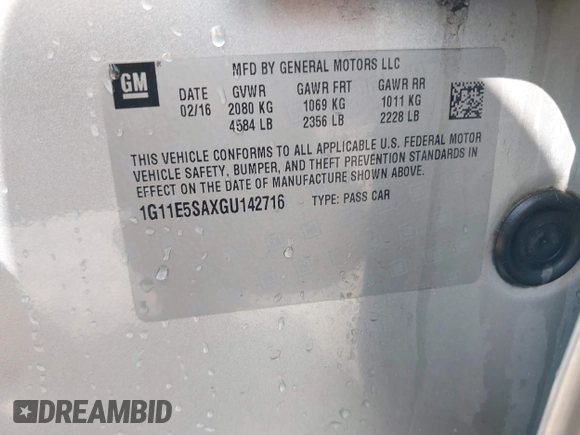 GM
MFD BY GENERAL MOTORS LLC
DATE GVWR GAWR FRT GAWR RR
02/16 2080 KG 1069 KG 1011 KG
4584 LB 2356 LB 2228 LB
THIS VEHICLE CONFORMS TO ALL APPLICABLE U.S. FEDERAL MOTOR
VEHICLE SAFETY, BUMPER, AND THEFT PREVENTION STANDARDS IN
EFFECT ON THE DATE OF MANUFACTURE SHOWN ABOVE.
1G11E5SAXGU142716 TYPE: PASS CAR
DREAMBID